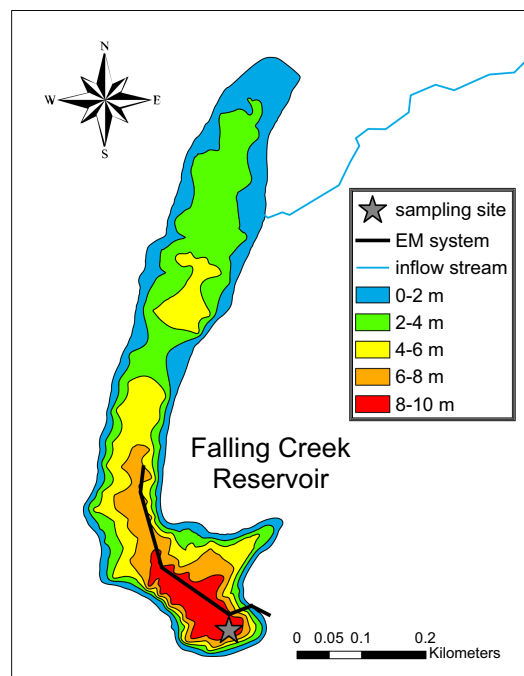 N
W E
S
sampling site
EM system
inflow stream
0-2 m
2-4 m
4-6 m
6-8 m
8-10 m
Falling Creek
Reservoir
0 0.05 0.1 0.2
Kilometers